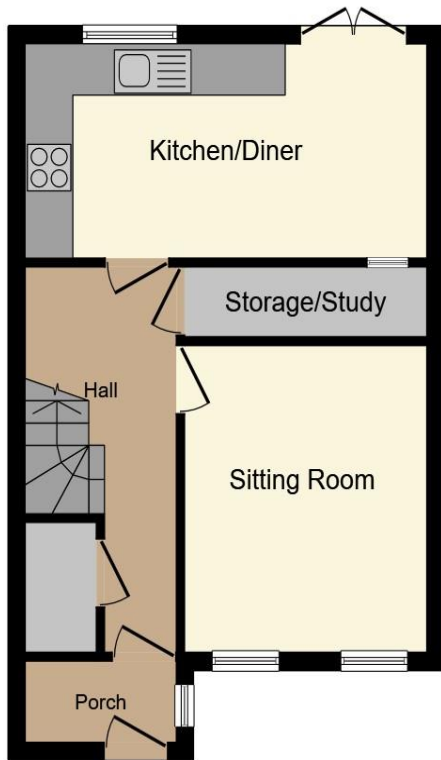 Kitchen/Diner
Storage/Study
Hall
Sitting Room
Porch